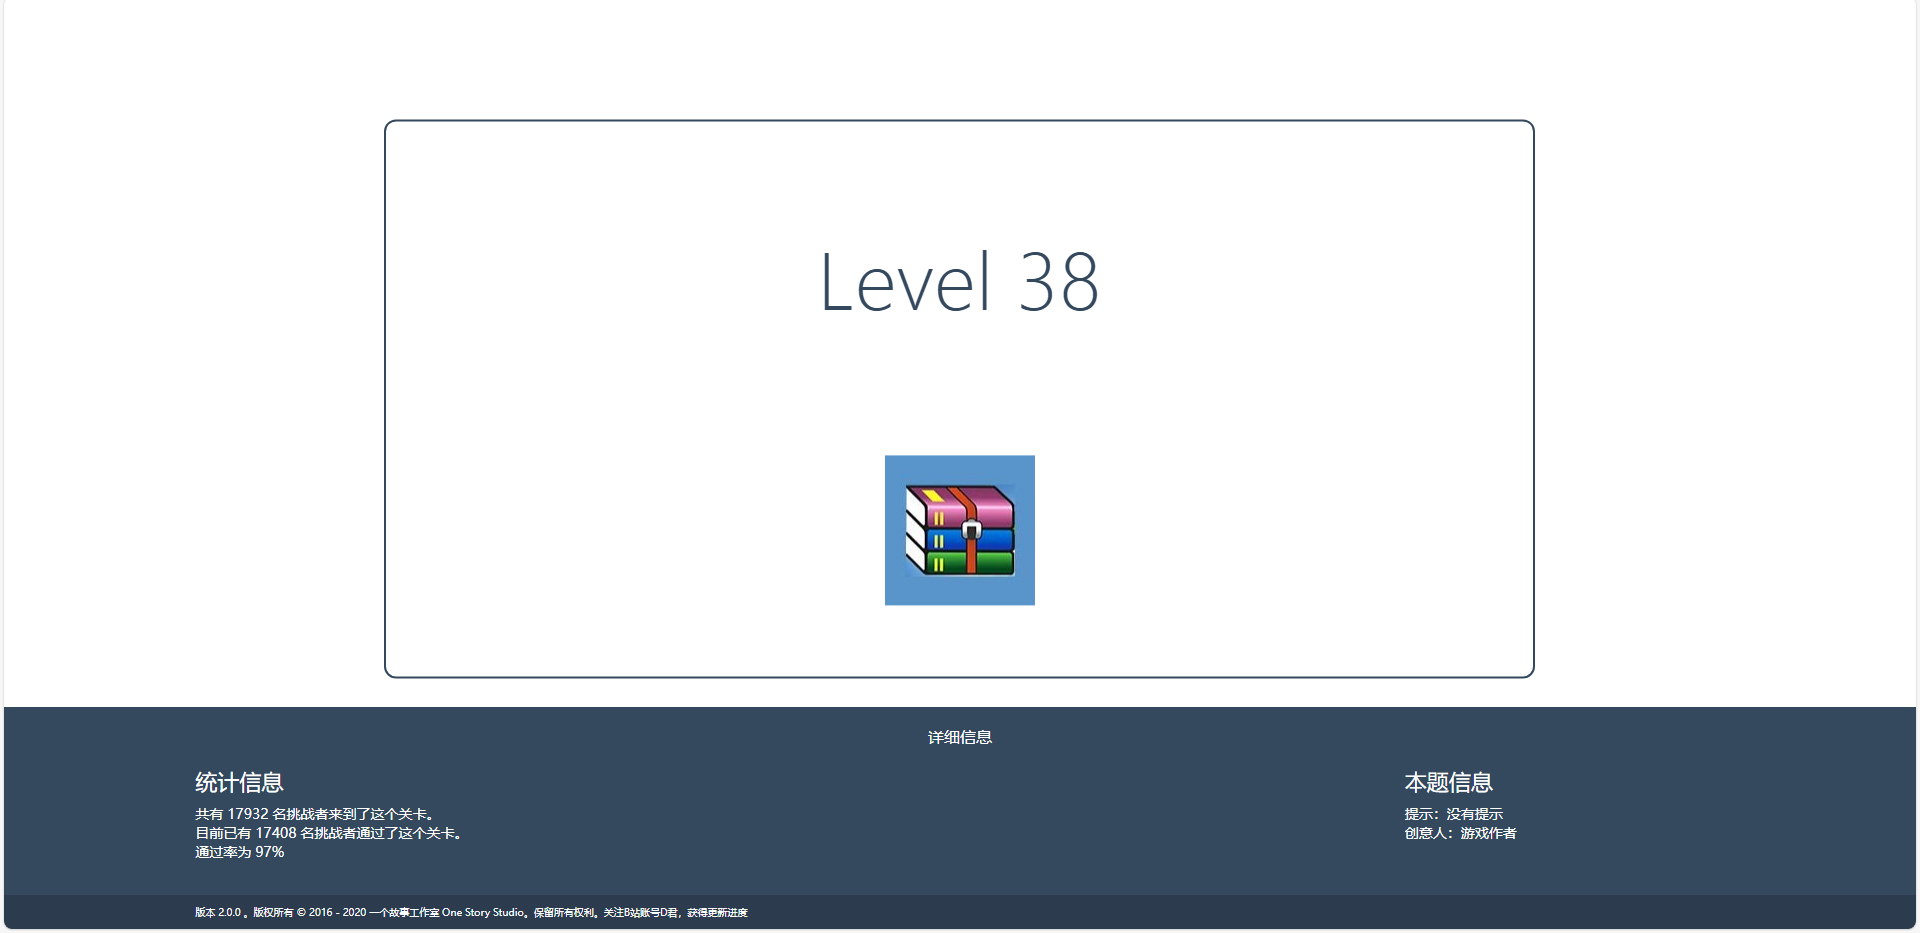 Level 38
详细信息
统计信息
共有 17932 名挑战者来到了这个关卡。
目前已有 17408 名挑战者通过了这个关卡。
通过率为 97%
本题信息
提示：没有提示
创意人：游戏作者
版本 2.0.0 。版权所有 © 2016 - 2020 一个故事工作室 One Story Studio。保留所有权利。关注B站账号D君，获得更新进度